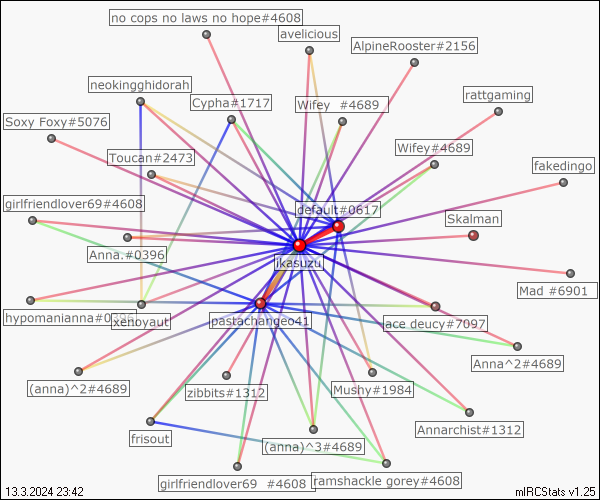 no cops no laws no hope#4608
avelicious
AlpineRooster#2156
neokingghidorah
Cypha#1717
Wifey #4689
rattgaming
Soxy Foxy#5076
Toucan#2473
Wifey#4689
fakedingo
girlfriendlover69#4608
default#0617
Skalman
Anna.#0396
ikasuzu
Mad #6901
hypomanianna#0396
xenoyaut
pastachangeo41
ace deucy#7097
Anna^2#4689
(anna)^2#4689
zibbits#1312
Mushy#1984
Annarchist#1312
frisout
(anna)^3#4689
girlfriendlover69 #4608
ramshackle gorey#4608
13.3.2024 23:42
mIRCStats v1.25